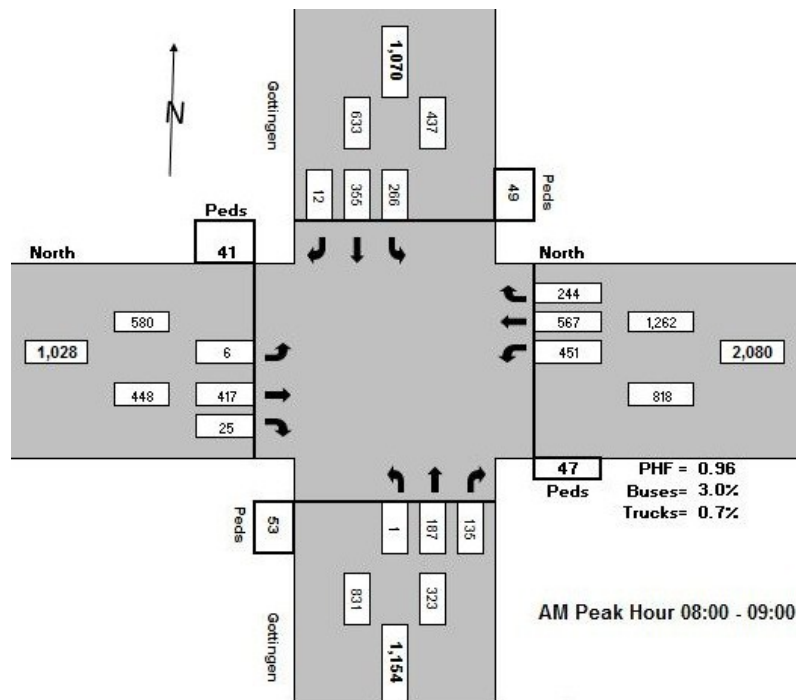 N
Gottingen
1,070
633
437
12
355
266
49
Peds
Peds
41
North
North
580
1,028
6
448
417
25
244
567
1,262
451
2,080
818
47
Peds
PHF = 0.96
Buses= 3.0%
Trucks= 0.7%
Peds
53
1
187
135
831
323
Gottingen
1,154
AM Peak Hour 08:00 - 09:00